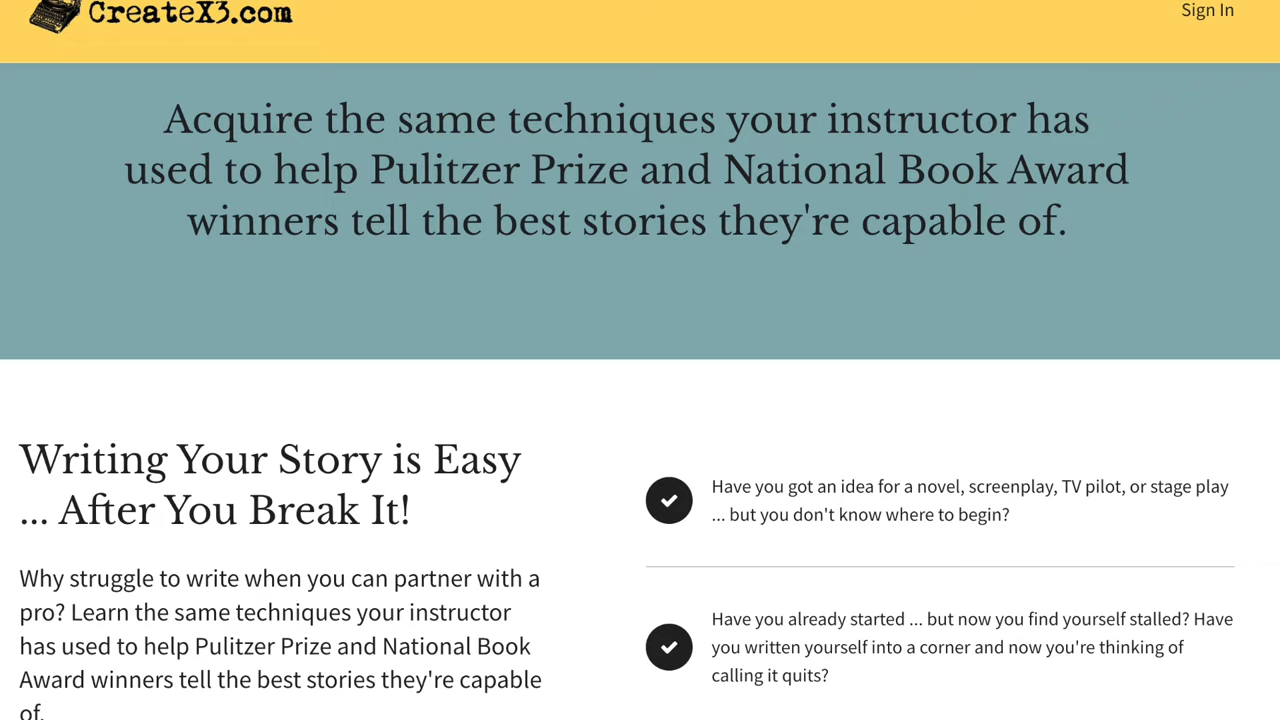 CreateX3.com
Sign In
Acquire the same techniques your instructor has
used to help Pulitzer Prize and National Book Award
winners tell the best stories they're capable of.
Writing Your Story is Easy
... After You Break It!
Why struggle to write when you can partner with a
pro? Learn the same techniques your instructor
has used to help Pulitzer Prize and National Book
Award winners tell the best stories they're capable
of.
Have you got an idea for a novel, screenplay, TV pilot, or stage play
... but you don't know where to begin?
Have you already started ... but now you find yourself stalled? Have
you written yourself into a corner and now you're thinking of
calling it quits?